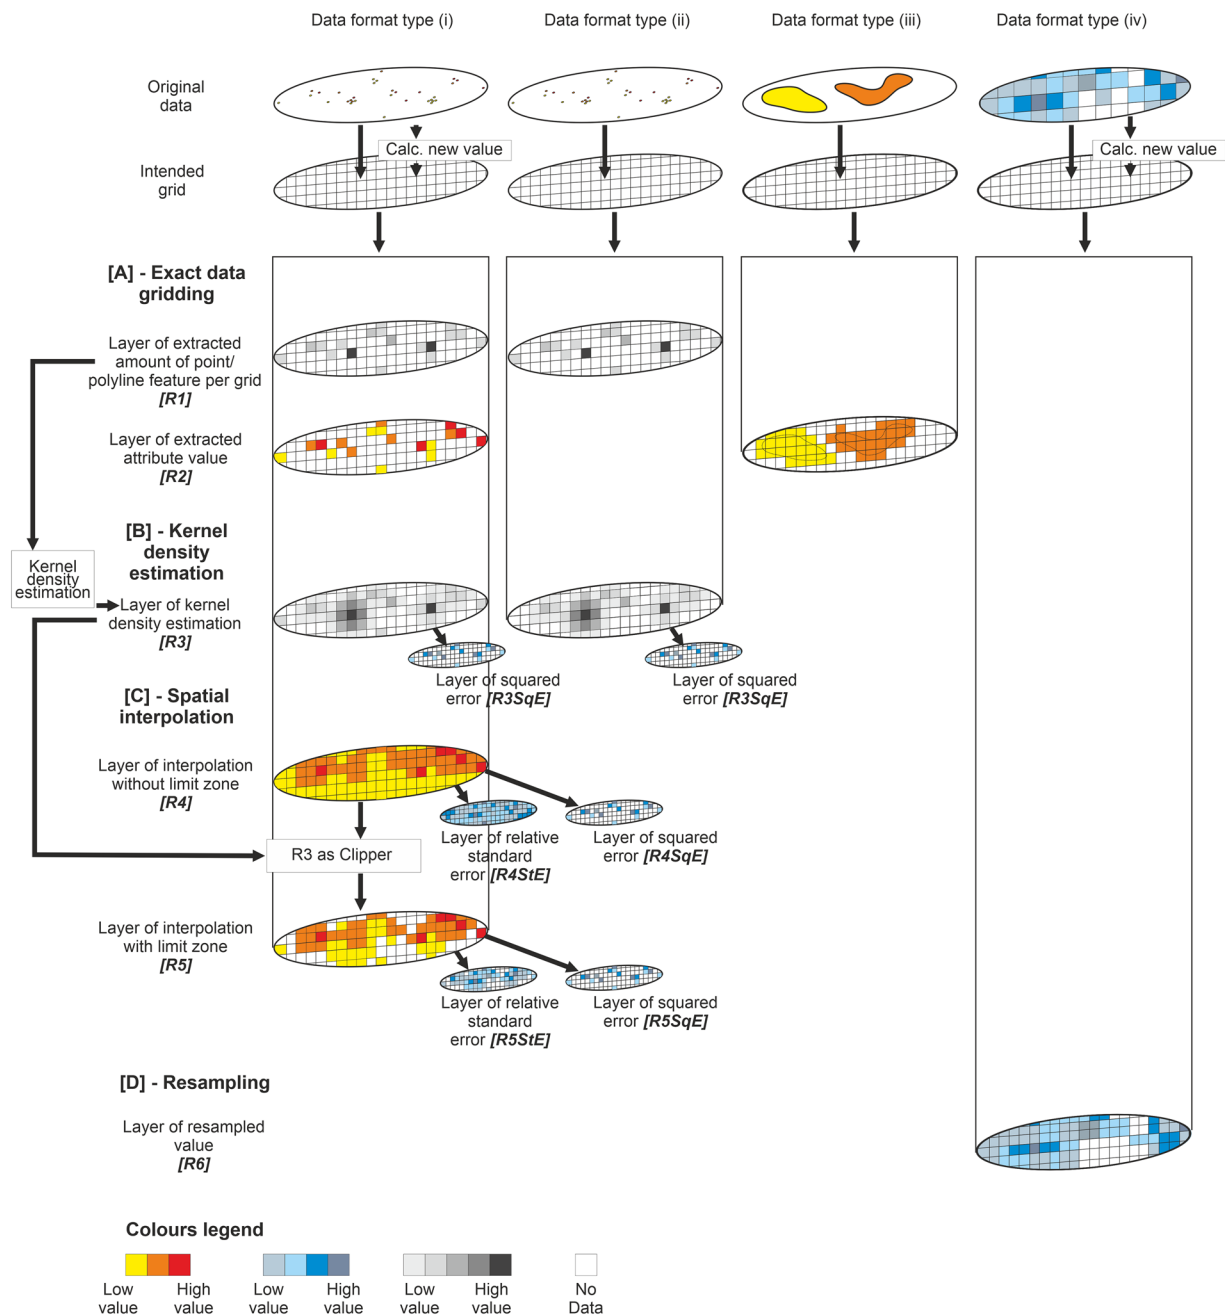 Data format type (i)
Data format type (ii)
Data format type (iii)
Data format type (iv)
Original
data
Calc. new value
Calc. new value
Intended
grid
[A] - Exact data
gridding
Layer of extracted
amount of point/
polyline feature per grid
[R1]
Layer of extracted
attribute value
[R2]
[B] - Kernel
density
estimation
Kernel
density
estimation
Layer of kernel
density estimation
[R3]
Layer of squared
error [R3SqE]
Layer of squared
error [R3SqE]
[C] - Spatial
interpolation
Layer of interpolation
without limit zone
[R4]
Layer of relative
standard
error [R4StE]
Layer of squared
error [R4SqE]
R3 as Clipper
Layer of interpolation
with limit zone
[R5]
Layer of relative
standard
error [R5StE]
Layer of squared
error [R5SqE]
[D] - Resampling
Layer of resampled
value
[R6]
Colours legend
Low
value
High
value
Low
value
High
value
Low
value
High
value
No
Data